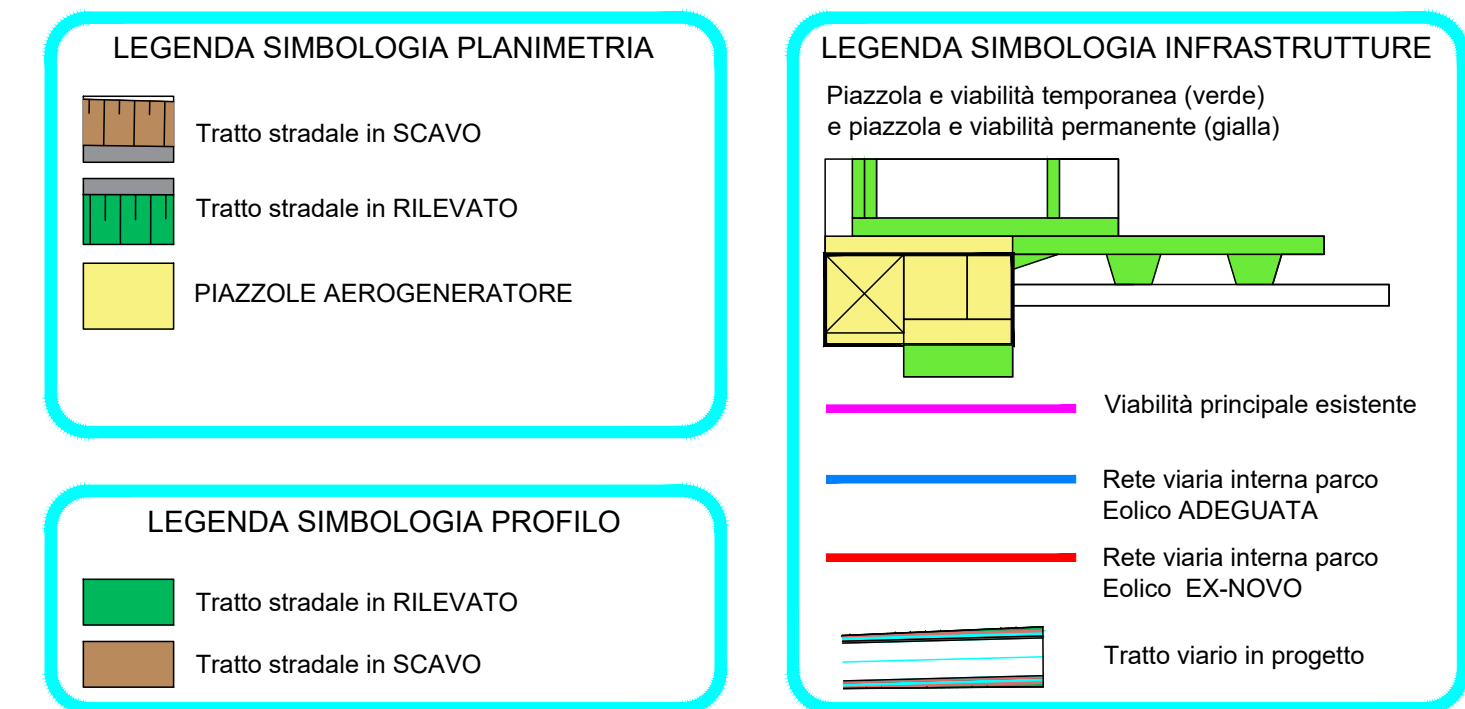 LEGENDA SIMBOLOGIA PLANIMETRIA
Tratto stradale in SCAVO
Tratto stradale in RILEVATO
PIAZZOLE AEROGENERATORE
LEGENDA SIMBOLOGIA PROFILO
Tratto stradale in RILEVATO
Tratto stradale in SCAVO
LEGENDA SIMBOLOGIA INFRASTRUTTURE
Piazzola e viabilità temporanea (verde)
e piazzola e viabilità permanente (gialla)
Viabilità principale esistente
Rete viaria interna parco
Eolico ADEGUATA
Rete viaria interna parco
Eolico EX-NOVO
Tratto viario in progetto